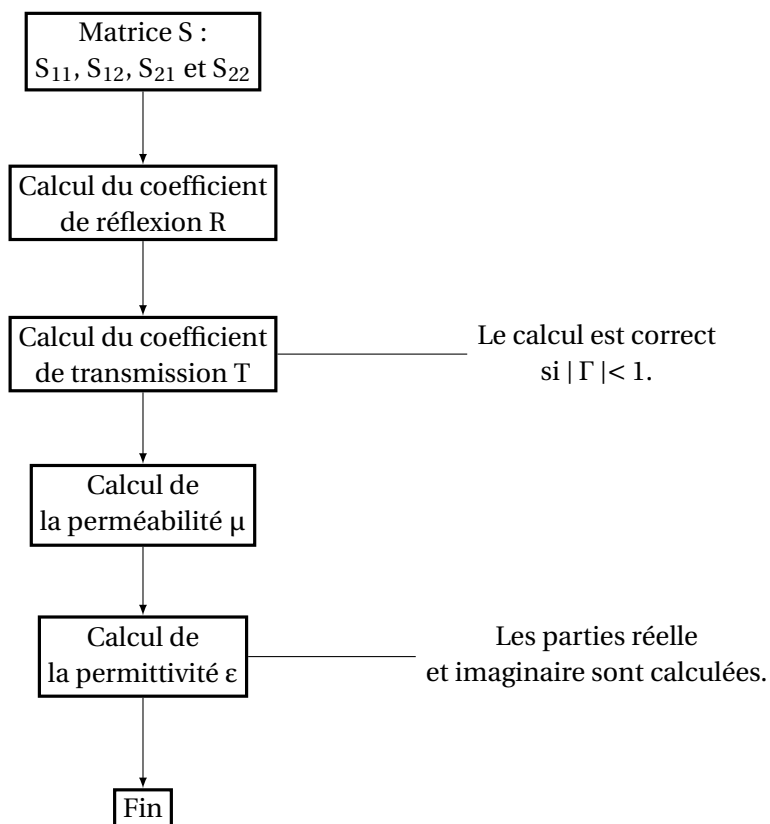 Matrice S :
S₁₁, S₁₂, S₂₁ et S₂₂
Calcul du coefficient
de réflexion R
Calcul du coefficient
de transmission T
Le calcul est correct
si | Γ |< 1.
Calcul de
la perméabilité μ
Calcul de
la permittivité ε
Les parties réelle
et imaginaire sont calculées.
Fin